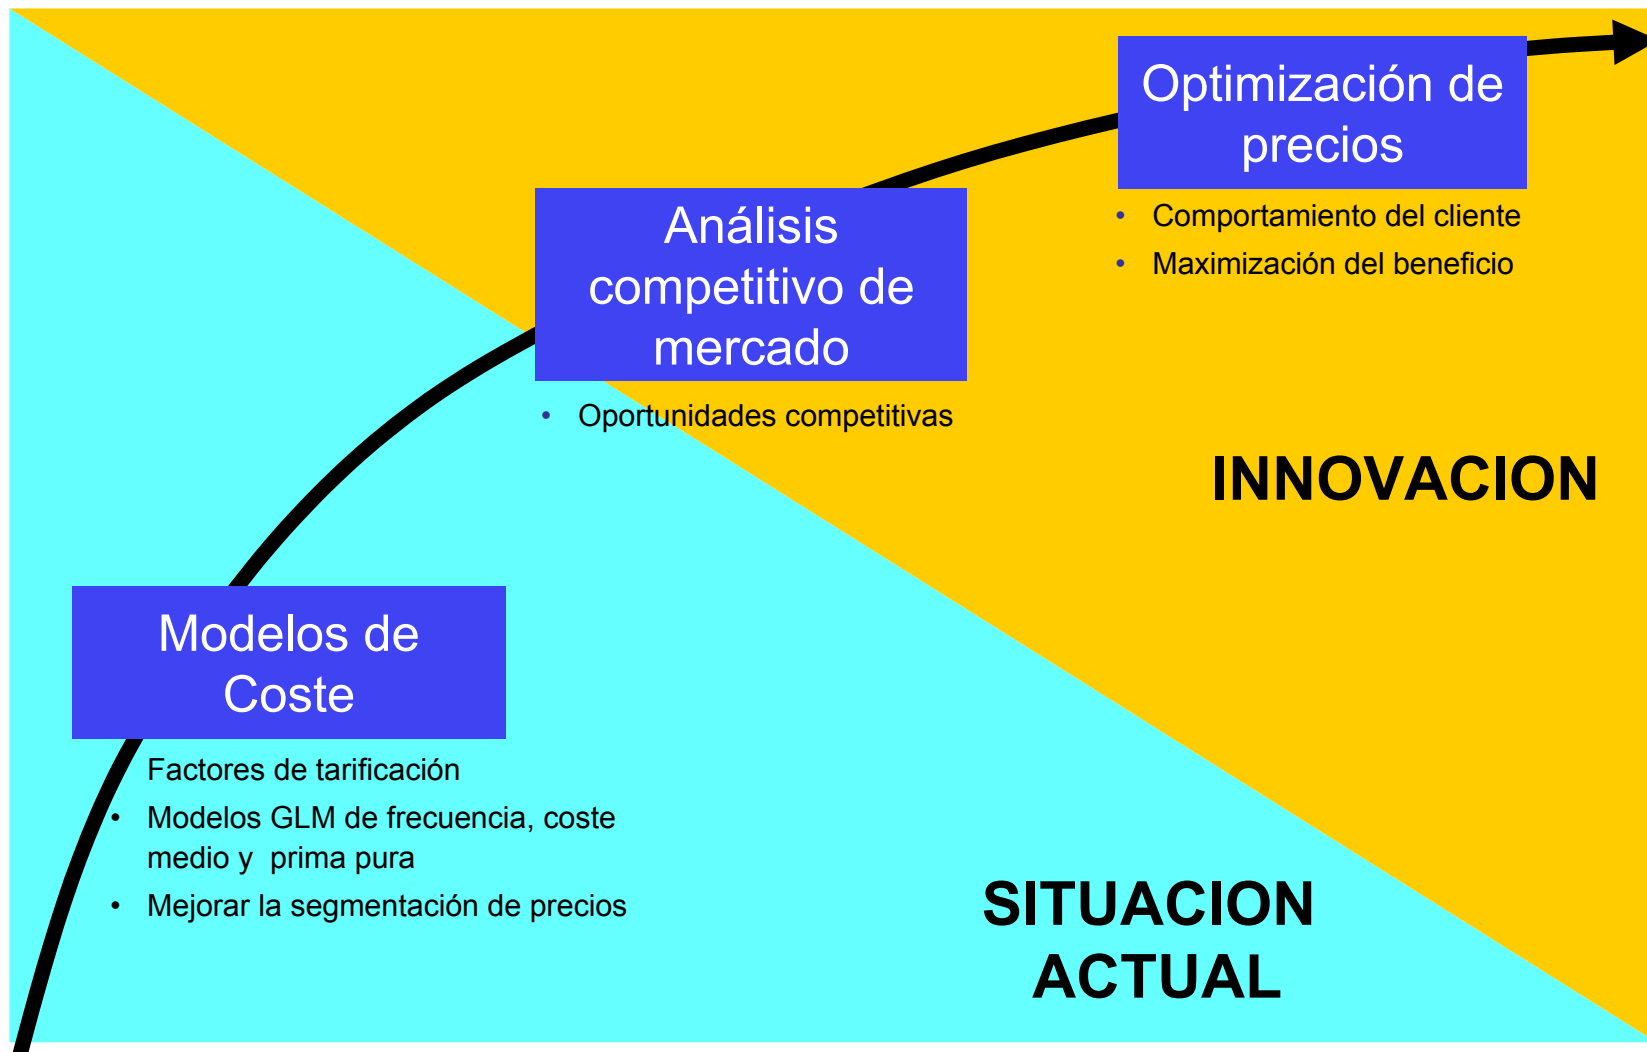 Optimización de
precios
• Comportamiento del cliente
• Maximización del beneficio
Análisis
competitivo de
mercado
• Oportunidades competitivas
INNOVACION
Modelos de
Coste
Factores de tarificación
• Modelos GLM de frecuencia, coste
medio y prima pura
• Mejorar la segmentación de precios
SITUACION
ACTUAL